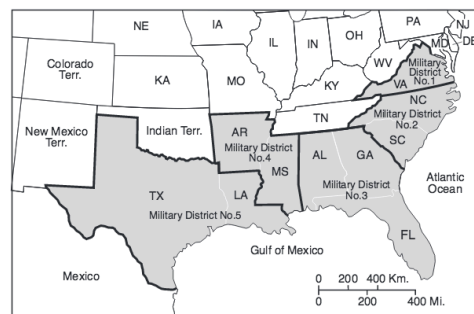 PA
NJ
NE
IA
OH
MD
DE
IL
IN
Colorado
Terr.
WV
Military
District
No.1
VA
KA
MO
KY
NC
Military
District
No.2
TN
New Mexico
Terr.
Indian Terr.
AR
Military District
No.4
SC
MS
AL
GA
Atlantic
Ocean
TX
LA
Military District
No.3
Military District No.5
FL
Gulf of Mexico
Mexico
0 200 400 Km.
0 200 400 Mi.